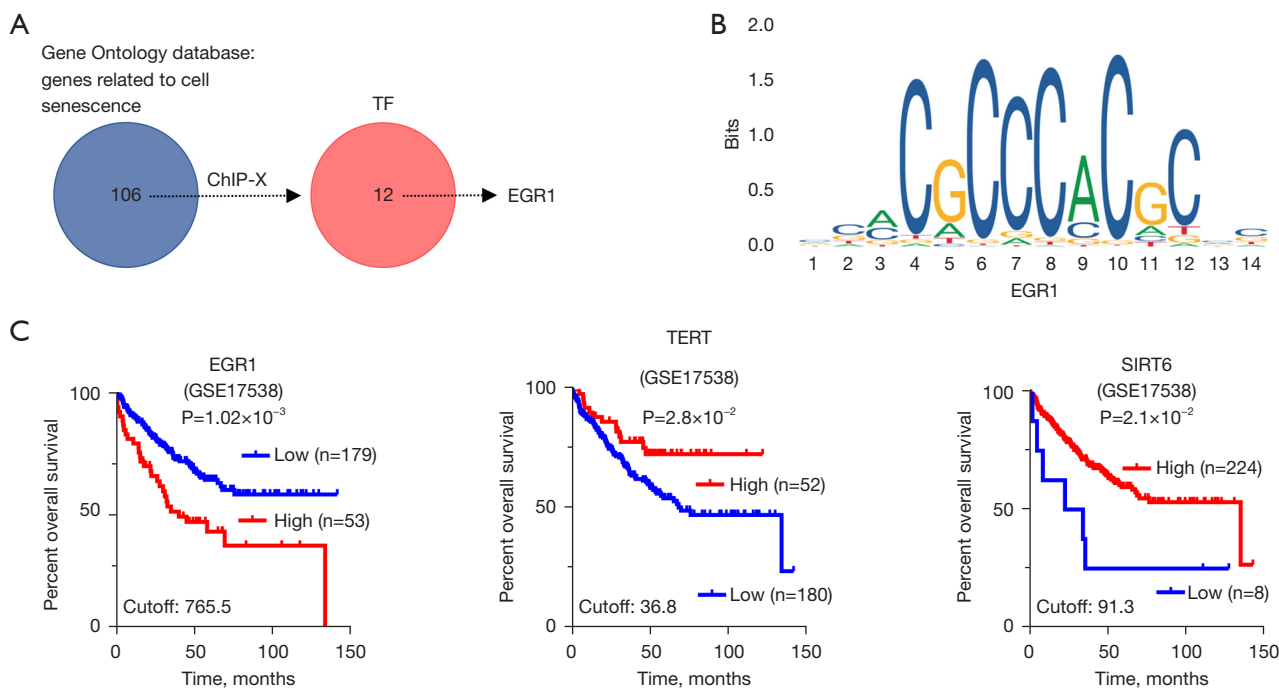 A
Gene Ontology database:
genes related to cell
senescence
TF
106
ChIP-X
12
EGR1
B
2.0
1.5
1.0
0.5
0.0
Bits
CGCCCACGC
1 2 3 4 5 6 7 8 9 10 11 12 13 14
EGR1
C
EGR1
(GSE17538)
P=1.02×10⁻³
100
50
0
Percent overall survival
Low (n=179)
High (n=53)
Cutoff: 765.5
0 50 100 150
Time, months
TERT
(GSE17538)
P=2.8×10⁻²
100
50
0
Percent overall survival
High (n=52)
Low (n=180)
Cutoff: 36.8
0 50 100 150
Time, months
SIRT6
(GSE17538)
P=2.1×10⁻²
100
50
0
Percent overall survival
High (n=224)
Low (n=8)
Cutoff: 91.3
0 50 100 150
Time, months